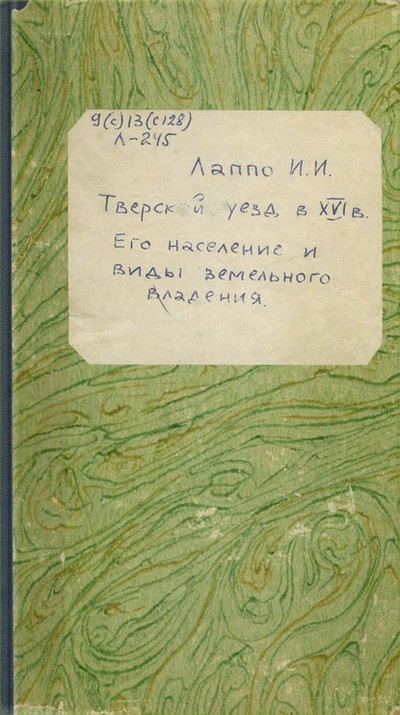 9(с)13(с128)
Л-245
Лаппо И.И.
Тверской уезд в XVI в.
Его население и
виды земельного
владения.